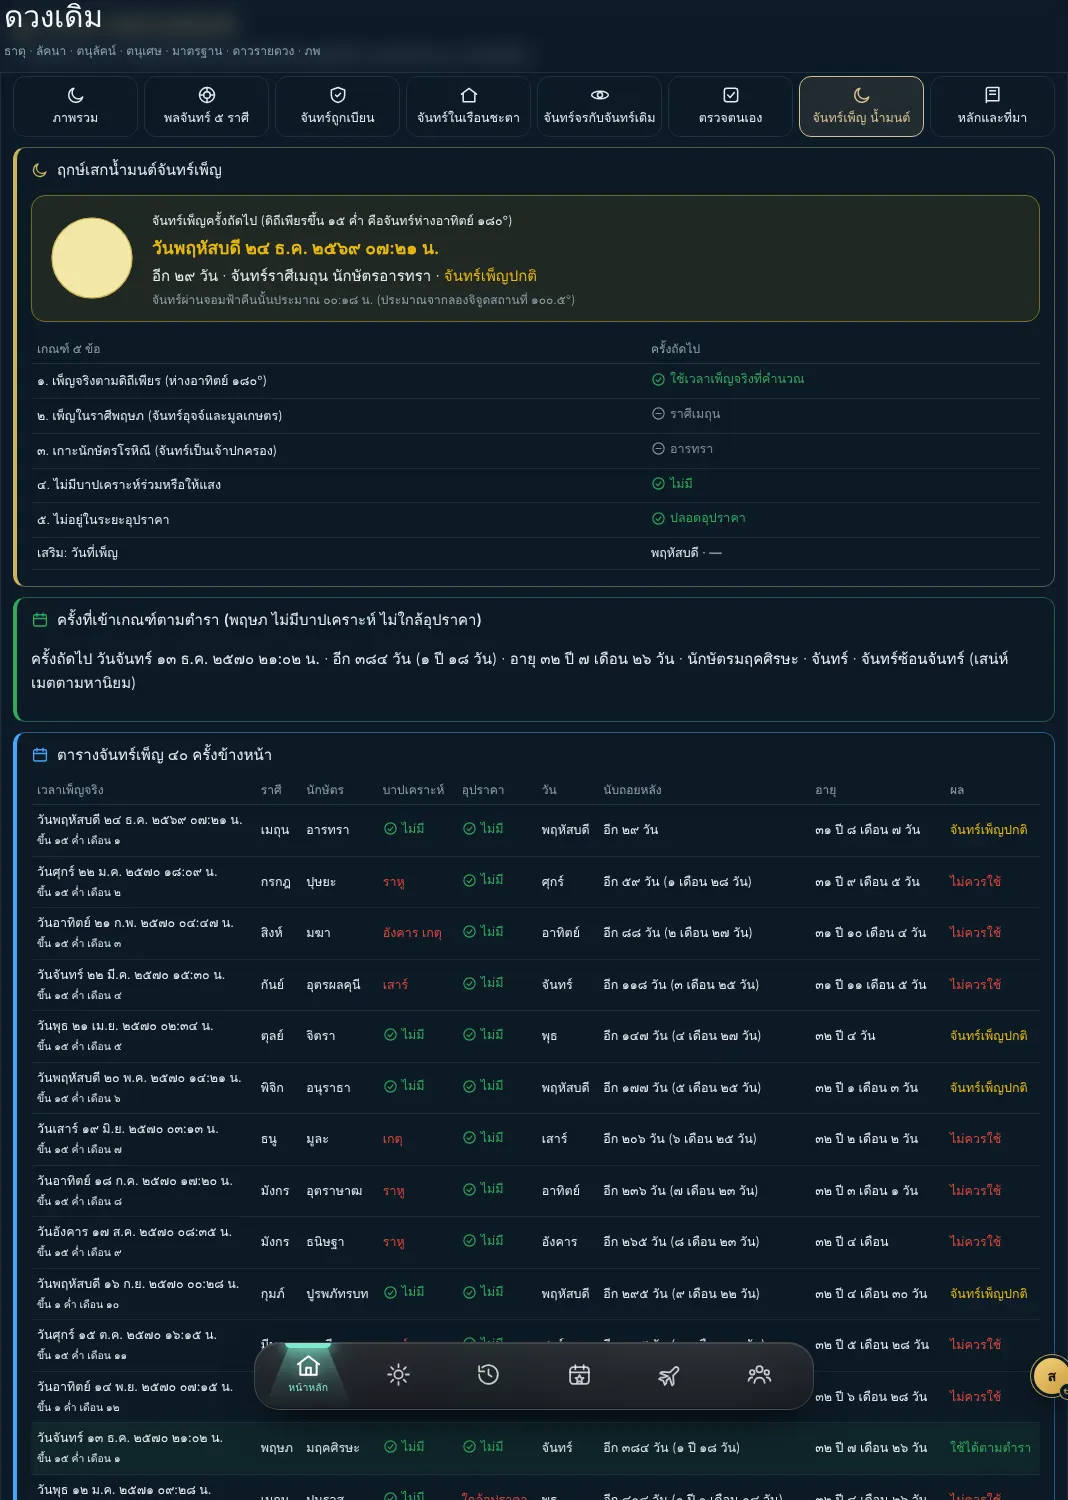 ดวงเดิม
ธาตุ · ลัคนา · ตนุลัคน์ · ตนุเศษ · มาตรฐาน · ดาวรายดวง · ภพ
ภาพรวม
พลจันทร์ ๕ ราศี
จันทร์ถูกเบียน
จันทร์ในเรือนชะตา
จันทร์จรกับจันทร์เดิม
ตรวจตนเอง
จันทร์เพ็ญ น้ำมนต์
หลักและที่มา
ฤกษ์เสกน้ำมนต์จันทร์เพ็ญ
จันทร์เพ็ญครั้งถัดไป (ดิถีเพียรขึ้น ๑๕ ค่ำ คือจันทร์ห่างอาทิตย์ ๑๘๐°)
วันพฤหัสบดี ๒๔ ธ.ค. ๒๕๖๙ ๐๗:๒๑ น.
อีก ๒๙ วัน · จันทร์ราศีเมถุน นักษัตรอารทรา · จันทร์เพ็ญปกติ
จันทร์ผ่านจอมฟ้าคืนนั้นประมาณ ๐๐:๑๘ น. (ประมาณจากลองจิจูดสถานที่ ๑๐๐.๕°)
เกณฑ์ ๕ ข้อ ครั้งถัดไป
๑. เพ็ญจริงตามดิถีเพียร (ห่างอาทิตย์ ๑๘๐°) ใช้เวลาเพ็ญจริงที่คำนวณ
๒. เพ็ญในราศีพฤษภ (จันทร์อุจจ์และมูลเกษตร) ราศีเมถุน
๓. เกาะนักษัตรโรหิณี (จันทร์เป็นเจ้าปกครอง) อารทรา
๔. ไม่มีบาปเคราะห์ร่วมหรือให้แสง ไม่มี
๕. ไม่อยู่ในระยะอุปราคา ปลอดอุปราคา
เสริม: วันที่เพ็ญ พฤหัสบดี · —
ครั้งที่เข้าเกณฑ์ตามตำรา (พฤษภ ไม่มีบาปเคราะห์ ไม่ใกล้อุปราคา)
ครั้งถัดไป วันจันทร์ ๑๓ ธ.ค. ๒๕๗๐ ๒๑:๐๒ น. · อีก ๓๘๔ วัน (๑ ปี ๑๘ วัน) · อายุ ๓๒ ปี ๗ เดือน ๒๖ วัน · นักษัตรมฤคศิรษะ · จันทร์ · จันทร์ซ้อนจันทร์ (เสน่ห์
เมตตามหานิยม)
ตารางจันทร์เพ็ญ ๔๐ ครั้งข้างหน้า
เวลาเพ็ญจริง ราศี นักษัตร บาปเคราะห์ อุปราคา วัน นับถอยหลัง อายุ ผล
วันพฤหัสบดี ๒๔ ธ.ค. ๒๕๖๙ ๐๗:๒๑ น.
ขึ้น ๑๕ ค่ำ เดือน ๑
เมถุน อารทรา ไม่มี ไม่มี พฤหัสบดี อีก ๒๙ วัน ๓๑ ปี ๘ เดือน ๗ วัน จันทร์เพ็ญปกติ
วันศุกร์ ๒๒ ม.ค. ๒๕๗๐ ๑๘:๐๙ น.
ขึ้น ๑๕ ค่ำ เดือน ๒
กรกฎ ปุษยะ ราหู ไม่มี ศุกร์ อีก ๕๙ วัน (๑ เดือน ๒๘ วัน) ๓๑ ปี ๙ เดือน ๕ วัน ไม่ควรใช้
วันอาทิตย์ ๒๑ ก.พ. ๒๕๗๐ ๐๔:๔๗ น.
ขึ้น ๑๕ ค่ำ เดือน ๓
สิงห์ มฆา อังคาร เกตุ ไม่มี อาทิตย์ อีก ๘๘ วัน (๒ เดือน ๒๗ วัน) ๓๑ ปี ๑๐ เดือน ๔ วัน ไม่ควรใช้
วันจันทร์ ๒๒ มี.ค. ๒๕๗๐ ๑๕:๓๐ น.
ขึ้น ๑๕ ค่ำ เดือน ๔
กันย์ อุตรผลคุนี เสาร์ ไม่มี จันทร์ อีก ๑๑๘ วัน (๓ เดือน ๒๕ วัน) ๓๑ ปี ๑๑ เดือน ๕ วัน ไม่ควรใช้
วันพุธ ๒๑ เม.ย. ๒๕๗๐ ๐๒:๓๔ น.
ขึ้น ๑๕ ค่ำ เดือน ๕
ตุลย์ จิตรา ไม่มี ไม่มี พุธ อีก ๑๔๗ วัน (๔ เดือน ๒๗ วัน) ๓๒ ปี ๔ วัน จันทร์เพ็ญปกติ
วันพฤหัสบดี ๒๐ พ.ค. ๒๕๗๐ ๑๔:๒๑ น.
ขึ้น ๑๕ ค่ำ เดือน ๖
พิจิก อนุราธา ไม่มี ไม่มี พฤหัสบดี อีก ๑๗๗ วัน (๕ เดือน ๒๕ วัน) ๓๒ ปี ๑ เดือน ๓ วัน จันทร์เพ็ญปกติ
วันเสาร์ ๑๙ มิ.ย. ๒๕๗๐ ๐๓:๑๓ น.
ขึ้น ๑๕ ค่ำ เดือน ๗
ธนู มูละ เกตุ ไม่มี เสาร์ อีก ๒๐๖ วัน (๖ เดือน ๒๕ วัน) ๓๒ ปี ๒ เดือน ๒ วัน ไม่ควรใช้
วันอาทิตย์ ๑๘ ก.ค. ๒๕๗๐ ๑๗:๒๐ น.
ขึ้น ๑๕ ค่ำ เดือน ๘
มังกร อุตราษาฒ ราหู ไม่มี อาทิตย์ อีก ๒๓๖ วัน (๗ เดือน ๒๓ วัน) ๓๒ ปี ๓ เดือน ๑ วัน ไม่ควรใช้
วันอังคาร ๑๗ ส.ค. ๒๕๗๐ ๐๘:๓๕ น.
ขึ้น ๑๕ ค่ำ เดือน ๙
มังกร ธนิษฐา ราหู ไม่มี อังคาร อีก ๒๖๕ วัน (๘ เดือน ๒๓ วัน) ๓๒ ปี ๔ เดือน ไม่ควรใช้
วันพฤหัสบดี ๑๖ ก.ย. ๒๕๗๐ ๐๐:๒๘ น.
ขึ้น ๑ ค่ำ เดือน ๑๐
กุมภ์ ปูรพภัทรบท ไม่มี ไม่มี พฤหัสบดี อีก ๒๙๕ วัน (๙ เดือน ๒๒ วัน) ๓๒ ปี ๔ เดือน ๓๐ วัน จันทร์เพ็ญปกติ
วันศุกร์ ๑๕ ต.ค. ๒๕๗๐ ๑๖:๑๕ น.
ขึ้น ๑๕ ค่ำ เดือน ๑๑
๓๒ ปี ๕ เดือน ๒๘ วัน ไม่ควรใช้
วันอาทิตย์ ๑๔ พ.ย. ๒๕๗๐ ๐๗:๑๕ น.
ขึ้น ๑ ค่ำ เดือน ๑๒
๓๒ ปี ๖ เดือน ๒๘ วัน ไม่ควรใช้
หน้าหลัก
ส
วันจันทร์ ๑๓ ธ.ค. ๒๕๗๐ ๒๑:๐๒ น.
ขึ้น ๑๕ ค่ำ เดือน ๑
พฤษภ มฤคศิรษะ ไม่มี ไม่มี จันทร์ อีก ๓๘๔ วัน (๑ ปี ๑๘ วัน) ๓๒ ปี ๗ เดือน ๒๖ วัน ใช้ได้ตามตำรา
วันพุธ ๑๒ ม.ค. ๒๕๗๑ ๐๙:๒๘ น.